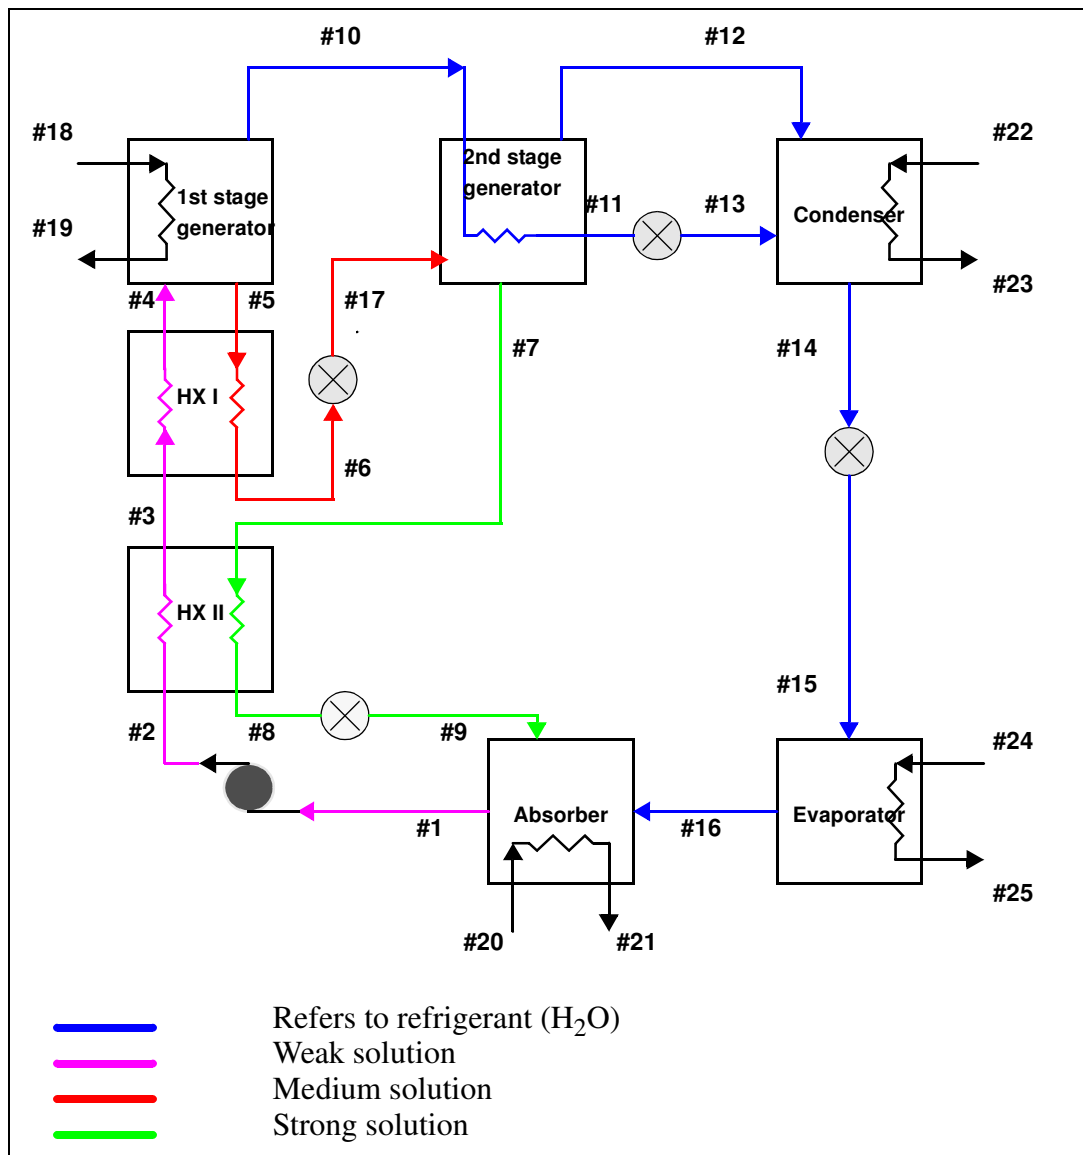 #10
#12
#18
#22
2nd stage
generator
1st stage
generator
#11
#13
Condenser
#19
#23
#4
#5
#17
#7
#14
HX I
#6
#3
HX II
#15
#2
#8
#9
#24
Absorber
#1
#16
Evaporator
#25
#20
#21
Refers to refrigerant (H₂O)
Weak solution
Medium solution
Strong solution